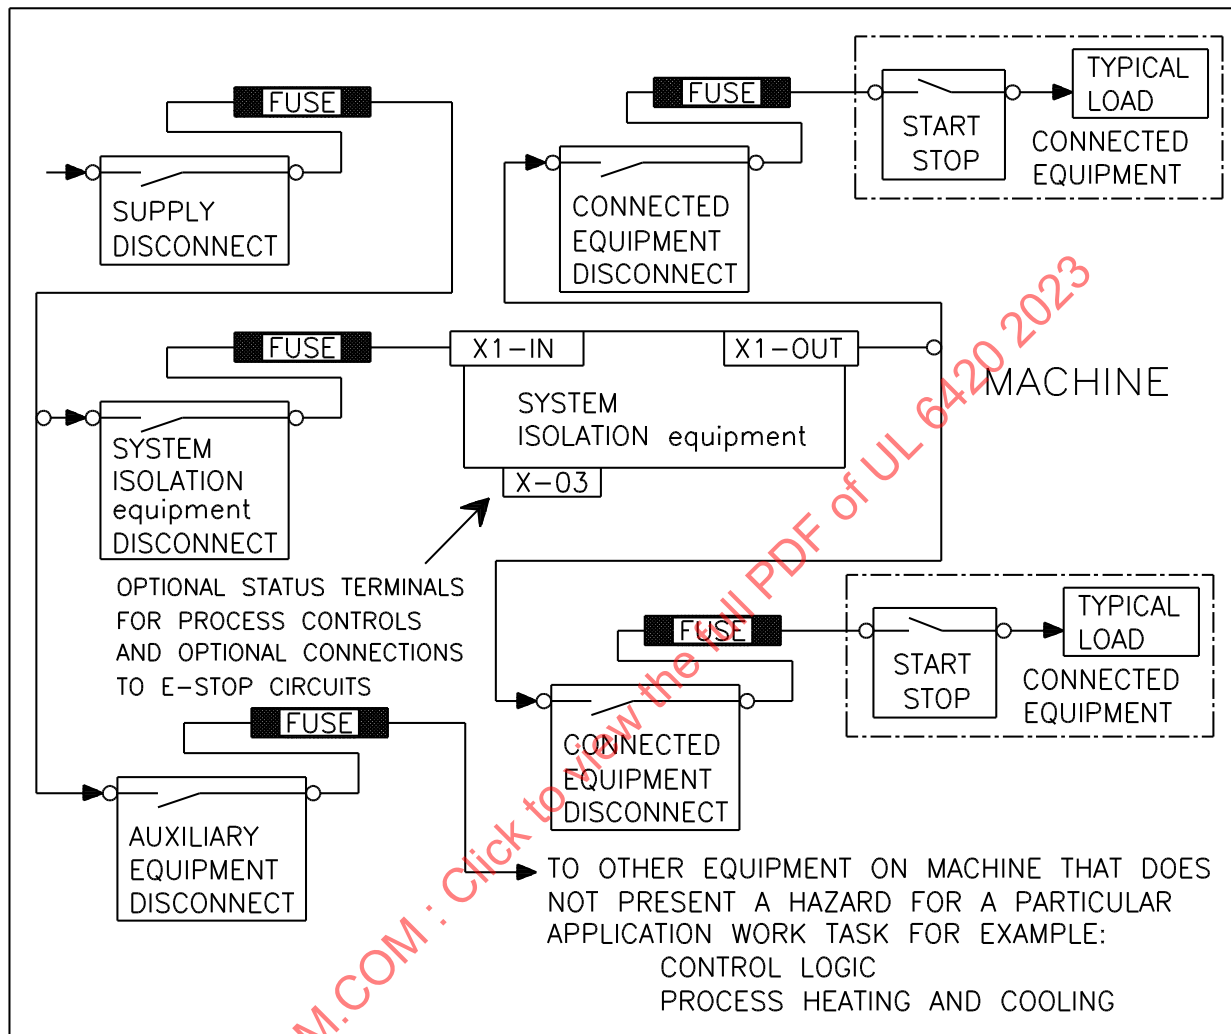 FUSE
SUPPLY
DISCONNECT
FUSE
CONNECTED
EQUIPMENT
DISCONNECT
START
STOP
TYPICAL
LOAD
CONNECTED
EQUIPMENT
FUSE
SYSTEM
ISOLATION
equipment
DISCONNECT
X1-IN
X1-OUT
SYSTEM
ISOLATION equipment
X-03
MACHINE
OPTIONAL STATUS TERMINALS
FOR PROCESS CONTROLS
AND OPTIONAL CONNECTIONS
TO E-STOP CIRCUITS
FUSE
CONNECTED
EQUIPMENT
DISCONNECT
START
STOP
TYPICAL
LOAD
CONNECTED
EQUIPMENT
FUSE
AUXILIARY
EQUIPMENT
DISCONNECT
TO OTHER EQUIPMENT ON MACHINE THAT DOES
NOT PRESENT A HAZARD FOR A PARTICULAR
APPLICATION WORK TASK FOR EXAMPLE:
CONTROL LOGIC
PROCESS HEATING AND COOLING
M.COM : Click to view the full PDF of UL 6420 2023